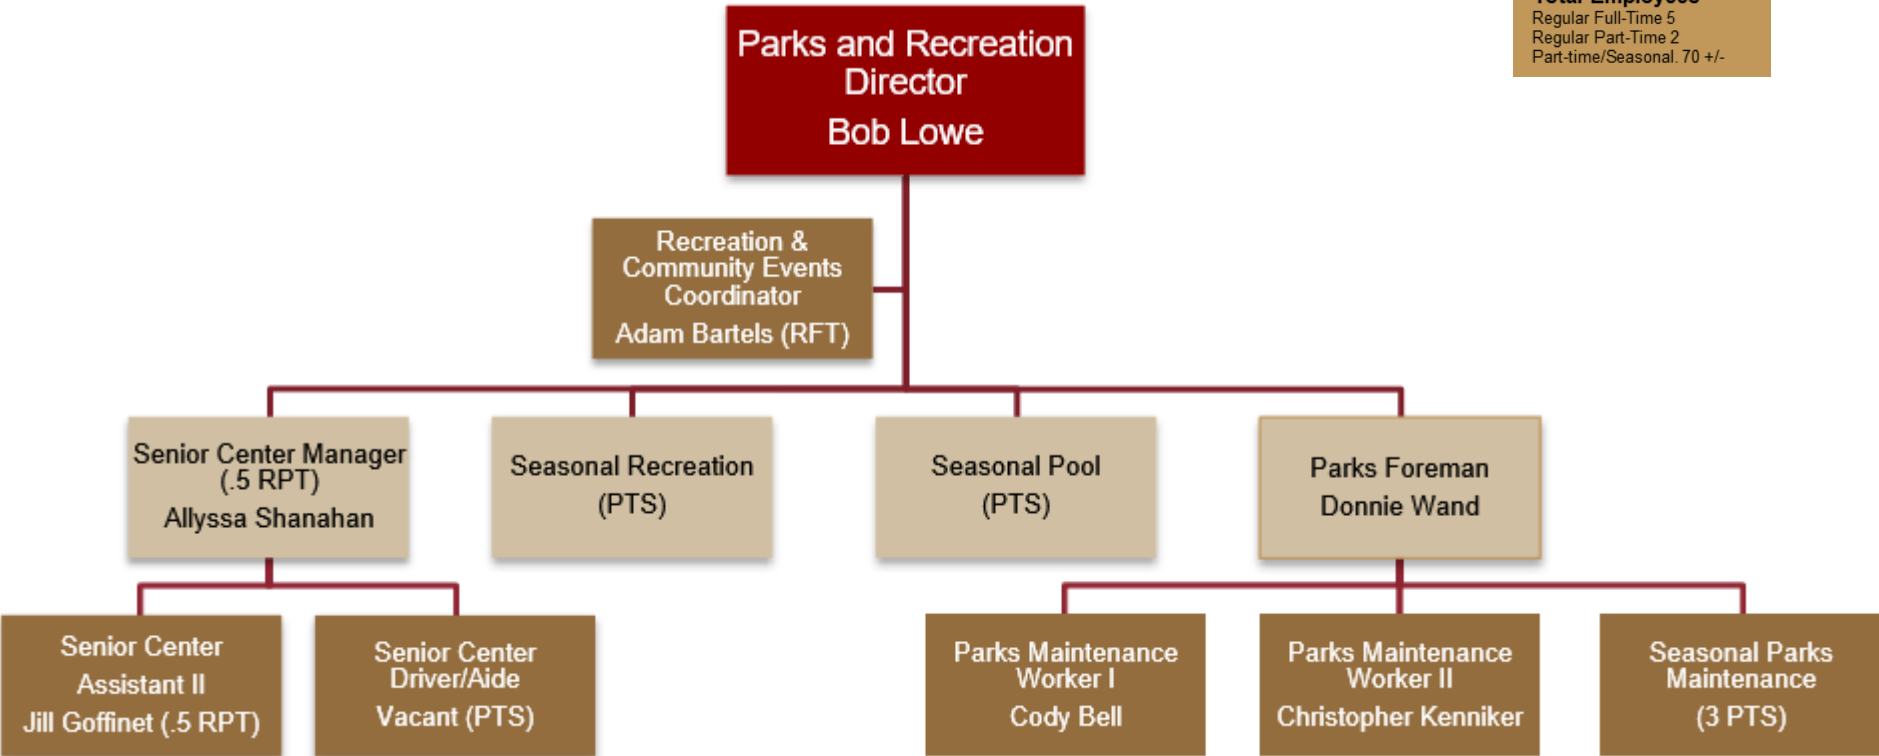 Total Employees
Regular Full-Time 5
Regular Part-Time 2
Part-time/Seasonal. 70 +/-
Parks and Recreation
Director
Bob Lowe
Recreation &
Community Events
Coordinator
Adam Bartels (RFT)
Senior Center Manager
(.5 RPT)
Allyssa Shanahan
Seasonal Recreation
(PTS)
Seasonal Pool
(PTS)
Parks Foreman
Donnie Wand
Senior Center
Assistant II
Jill Goffinet (.5 RPT)
Senior Center
Driver/Aide
Vacant (PTS)
Parks Maintenance
Worker I
Cody Bell
Parks Maintenance
Worker II
Christopher Kenniker
Seasonal Parks
Maintenance
(3 PTS)